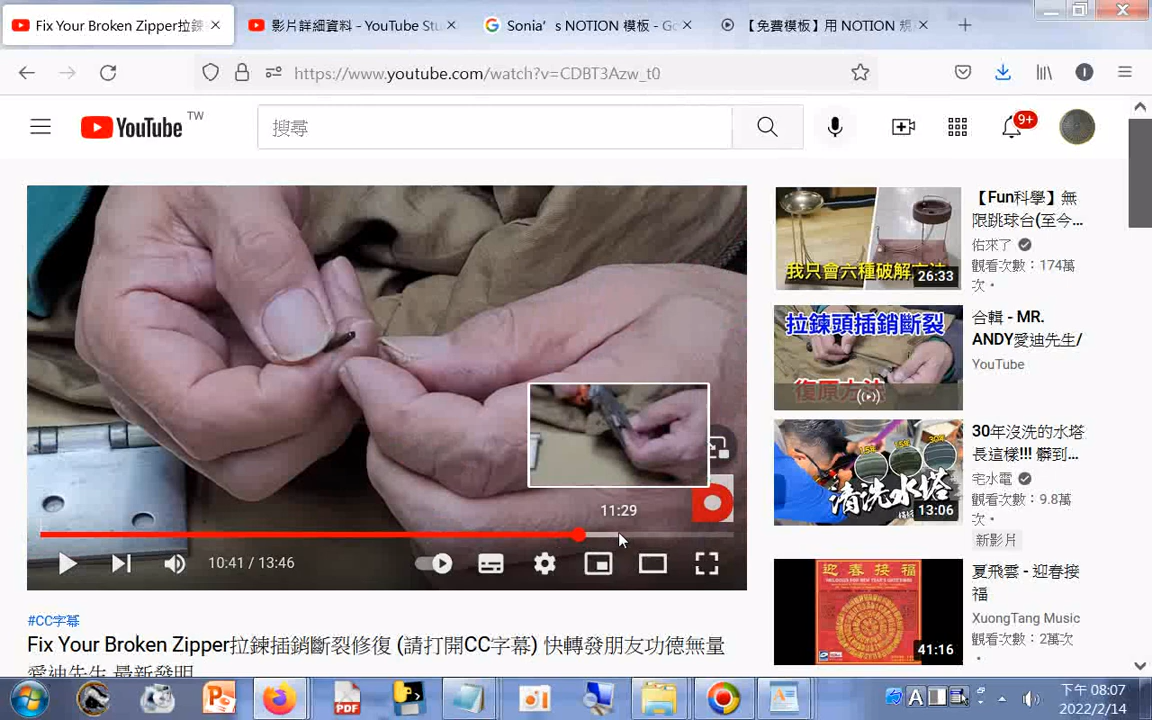 Fix Your Broken Zipper拉鍊
影片詳細資料 - YouTube Stu
Sonia's NOTION 模板 - Go
【免費模板】用 NOTION 規
https://www.youtube.com/watch?v=CDBT3Azw_t0
YouTube TW
搜尋
9+
11:29
10:41 / 13:46
#CC字幕
Fix Your Broken Zipper拉鍊插銷斷裂修復 (請打開CC字幕) 快轉發朋友功德無量
愛迪先生 最新發明
我只會六種破解方法
26:33
【Fun科學】無
限跳球台(至今...
佑來了
觀看次數：174萬
次·
拉鍊頭插銷斷裂
復原方法
合輯 - MR.
ANDY愛迪先生/
YouTube
15年
30年
清洗水塔
13:06
30年沒洗的水塔
長這樣!!! 髒到...
宅水電
觀看次數：9.8萬
次·
新影片
迎春接福
41:16
夏飛雲 - 迎春接
福
XuongTang Music
觀看次數：2萬次
·
PDF
A
下午 08:07
2022/2/14